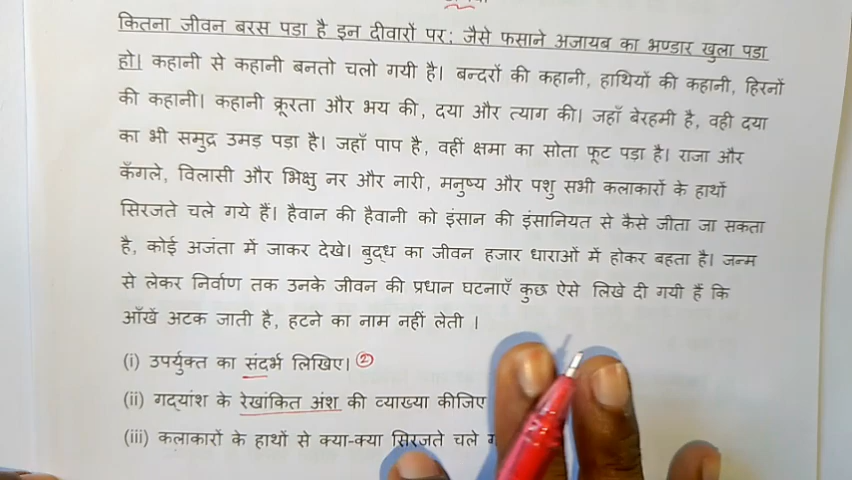 कितना जीवन बरस पडा है इन दीवारों पर; जैसे फसाने अजायब का भण्डार खुला पडा
हो। कहानी से कहानी बनतो चलो गयी है। बन्दरों की कहानी, हाथियों की कहानी, हिरनों
की कहानी। कहानी क्रूरता और भय की, दया और त्याग की। जहाँ बेरहमी है, वही दया
का भी समुद्र उमड़ पड़ा है। जहाँ पाप है, वहीं क्षमा का सोता फूट पड़ा है। राजा और
कँगले, विलासी और भिक्षु नर और नारी, मनुष्य और पशु सभी कलाकारों के हाथों
सिरजते चले गये हैं। हैवान की हैवानी को इंसान की इंसानियत से कैसे जीता जा सकता
है, कोई अजंता में जाकर देखे। बुद्ध का जीवन हजार धाराओं में होकर बहता है। जन्म
से लेकर निर्वाण तक उनके जीवन की प्रधान घटनाएँ कुछ ऐसे लिखे दी गयी हैं कि
आँखें अटक जाती है, हटने का नाम नहीं लेती ।
(i) उपर्युक्त का संदर्भ लिखिए। 2
(ii) गद्यांश के रेखांकित अंश की व्याख्या कीजिए
(iii) कलाकारों के हाथों से क्या-क्या सिरजते चले